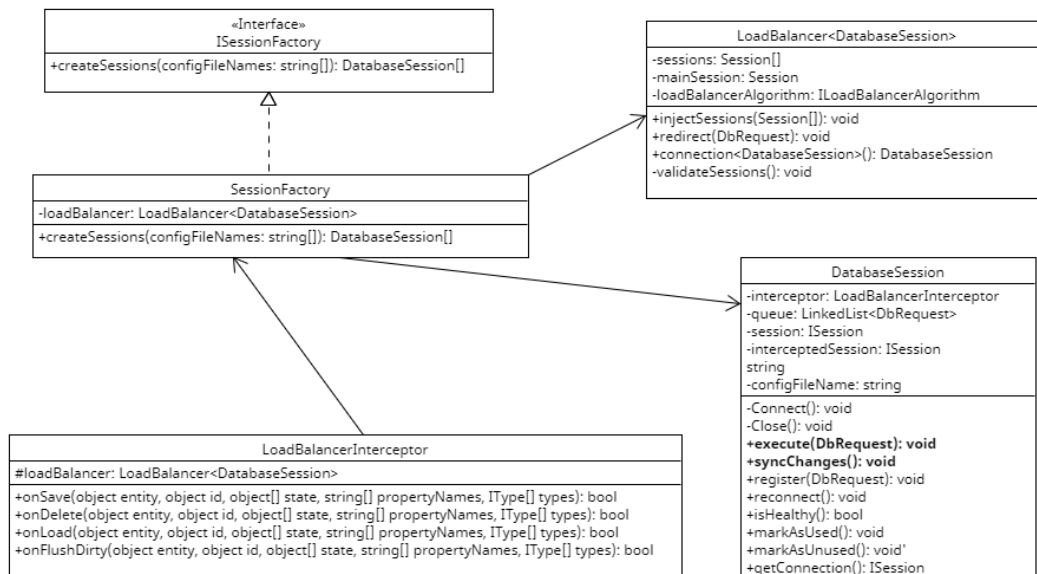 «Interface»
ISessionFactory
+createSessions(configFileNames: string[]): DatabaseSession[]
LoadBalancer<DatabaseSession>
-sessions: Session[]
-mainSession: Session
-loadBalancerAlgorithm: ILoadBalancerAlgorithm
+injectSessions(Session[]): void
+redirect(DbRequest): void
+connection<DatabaseSession>(): DatabaseSession
-validateSessions(): void
SessionFactory
-loadBalancer: LoadBalancer<DatabaseSession>
+createSessions(configFileNames: string[]): DatabaseSession[]
DatabaseSession
-interceptor: LoadBalancerInterceptor
-queue: LinkedList<DbRequest>
-session: ISession
-interceptedSession: ISession
string
-configFileName: string
-Connect(): void
-Close(): void
+execute(DbRequest): void
+syncChanges(): void
+register(DbRequest): void
+reconnect(): void
+isHealthy(): bool
+markAsUsed(): void
+markAsUnused(): void'
+getConnection(): ISession
LoadBalancerInterceptor
#loadBalancer: LoadBalancer<DatabaseSession>
+onSave(object entity, object id, object[] state, string[] propertyNames, IType[] types): bool
+onDelete(object entity, object id, object[] state, string[] propertyNames, IType[] types): bool
+onLoad(object entity, object id, object[] state, string[] propertyNames, IType[] types): bool
+onFlushDirty(object entity, object id, object[] state, string[] propertyNames, IType[] types): bool